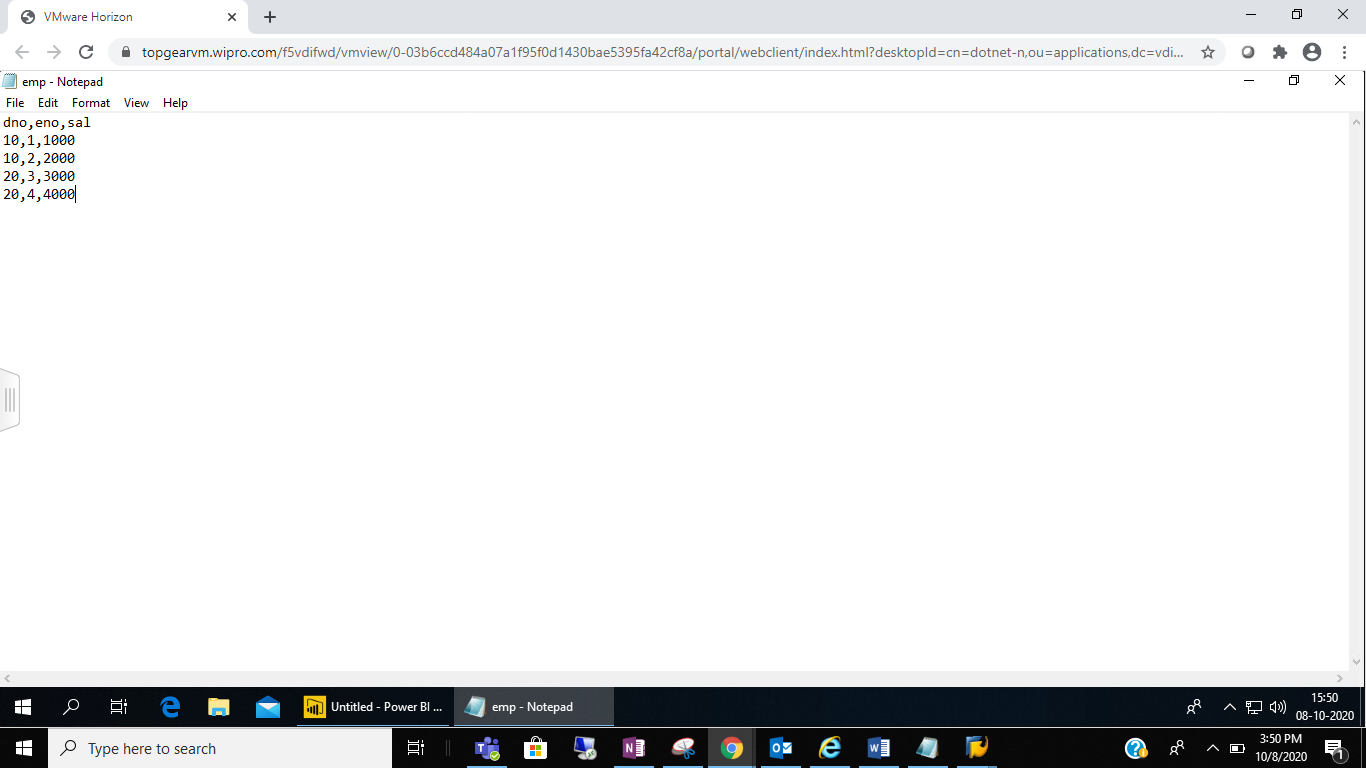 VMware Horizon
topgearvm.wipro.com/f5vdifwd/vmview/0-03b6ccd484a07a1f95f0d1430bae5395fa42cf8a/portal/webclient/index.html?desktopId=cn=dotnet-n,ou=applications,dc=vdi...
emp - Notepad
File Edit Format View Help
dno,eno,sal
10,1,1000
10,2,2000
20,3,3000
20,4,4000
Untitled - Power BI ...
emp - Notepad
15:50
08-10-2020
Type here to search
3:50 PM
10/8/2020
1